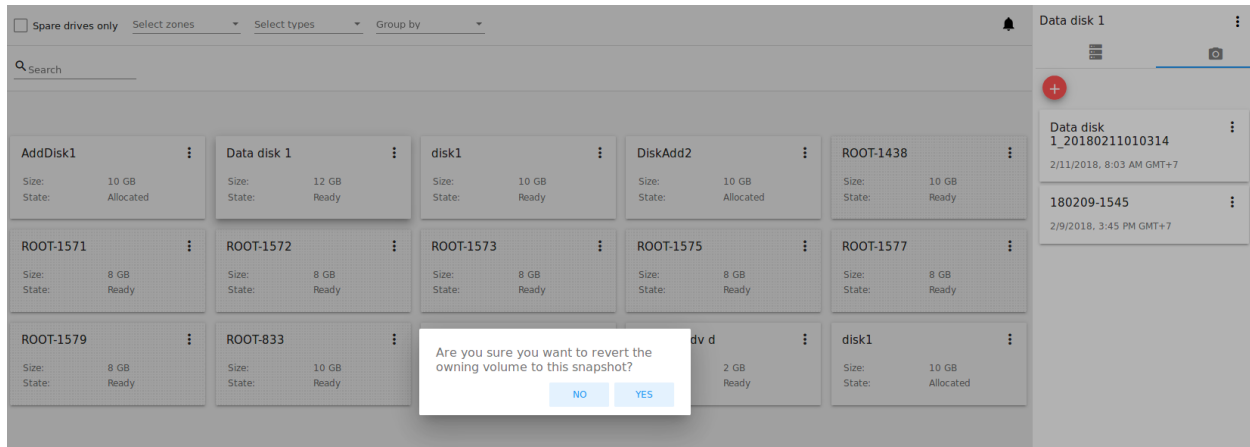 Spare drives only
Select zones
Select types
Group by
Search
AddDisk1
Size: 10 GB
State: Allocated
Data disk 1
Size: 12 GB
State: Ready
disk1
Size: 10 GB
State: Ready
DiskAdd2
Size: 10 GB
State: Allocated
ROOT-1438
Size: 10 GB
State: Ready
ROOT-1571
Size: 8 GB
State: Ready
ROOT-1572
Size: 8 GB
State: Ready
ROOT-1573
Size: 8 GB
State: Ready
ROOT-1575
Size: 8 GB
State: Ready
ROOT-1577
Size: 8 GB
State: Ready
ROOT-1579
Size: 8 GB
State: Ready
ROOT-833
Size: 10 GB
State: Ready
dv d
2 GB
Ready
disk1
Size: 10 GB
State: Allocated
Are you sure you want to revert the
owning volume to this snapshot?
NO
YES
Data disk 1
Data disk
1_20180211010314
2/11/2018, 8:03 AM GMT+7
180209-1545
2/9/2018, 3:45 PM GMT+7